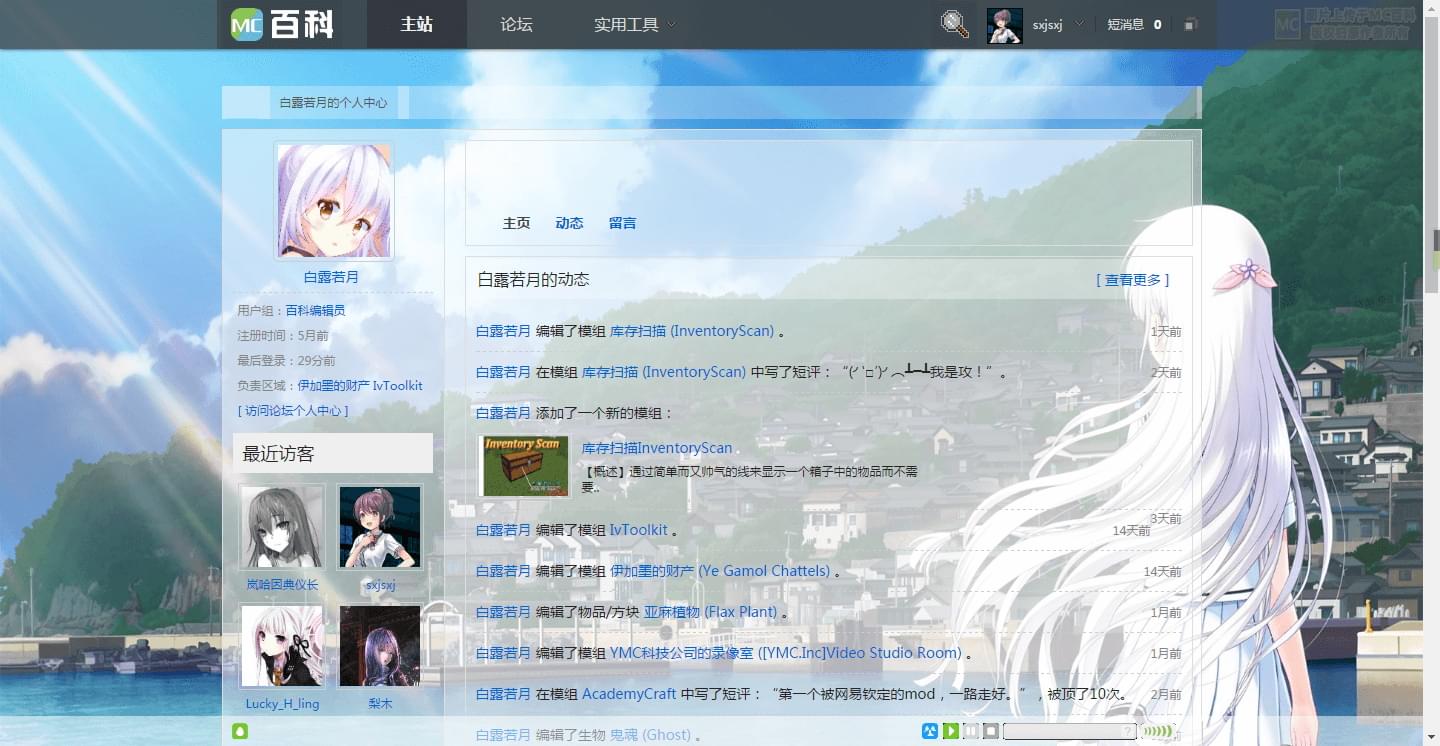 MC 百科 主站 论坛 实用工具 sxjsxj 短消息 0
MC 图片上传于MC百科
版权归原作者所有
白露若月的个人中心
白露若月
用户组：百科编辑员
注册时间：5月前
最后登录：29分前
负责区域：伊加墨的财产 IvToolkit
[ 访问论坛个人中心 ]
最近访客
岚哈因典仪长 sxjsxj
Lucky_H_ling 梨木
主页 动态 留言
白露若月的动态 [ 查看更多 ]
白露若月 编辑了模组 库存扫描 (InventoryScan) 。 1天前
白露若月 在模组 库存扫描 (InventoryScan) 中写了短评：“(╯‵□′)╯︵┻━┻我是攻！”。 2天前
白露若月 添加了一个新的模组：
Inventory Scan
库存扫描InventoryScan
【概述】通过简单而又帅气的线来显示一个箱子中的物品而不需
要..
3天前
白露若月 编辑了模组 IvToolkit 。 14天前
白露若月 编辑了模组 伊加墨的财产 (Ye Gamol Chattels) 。 14天前
白露若月 编辑了物品/方块 亚麻植物 (Flax Plant) 。 1月前
白露若月 编辑了模组 YMC科技公司的录像室 ([YMC.Inc]Video Studio Room) 。 1月前
白露若月 在模组 AcademyCraft 中写了短评：“第一个被网易钦定的mod，一路走好。”，被顶了10次。 2月前
白露若月 编辑了生物 鬼魂 (Ghost) 。
?